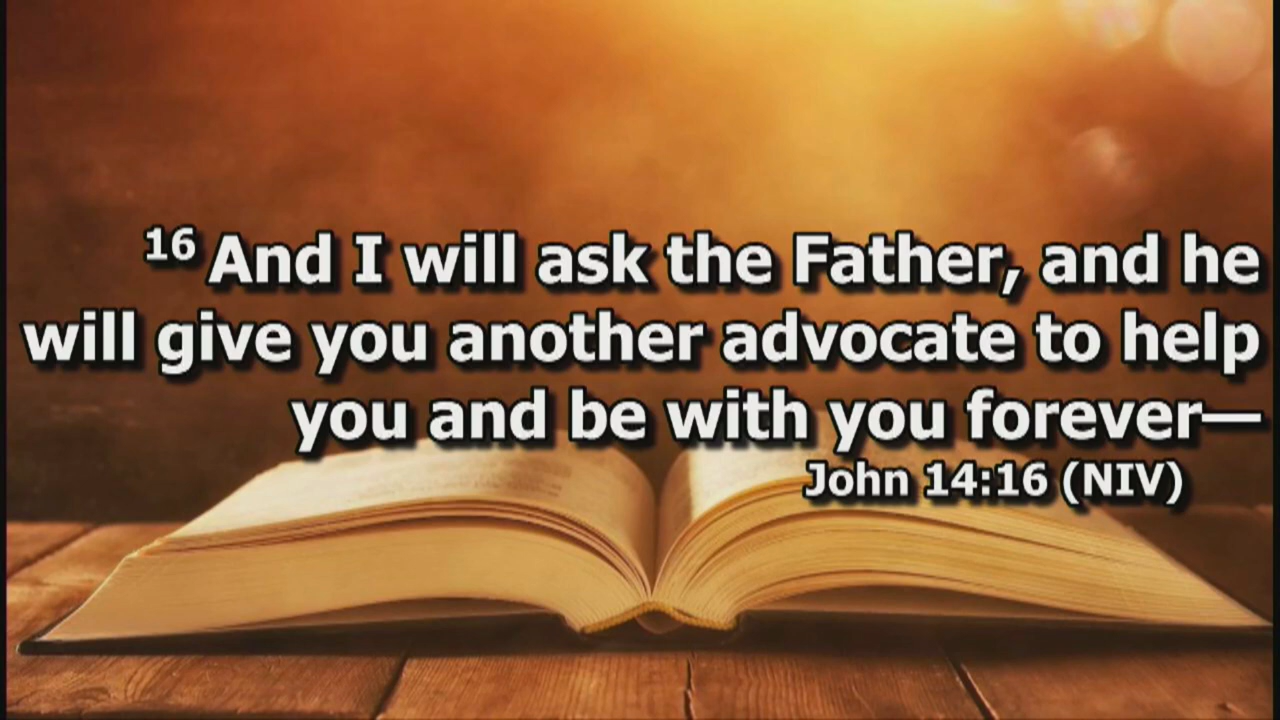 16 And I will ask the Father, and he
will give you another advocate to help
you and be with you forever—
John 14:16 (NIV)